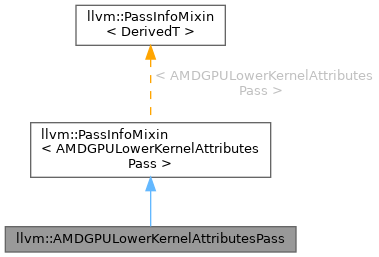 llvm::PassInfoMixin
< DerivedT >
< AMDGPULowerKernelAttributes
Pass >
llvm::PassInfoMixin
< AMDGPULowerKernelAttributes
Pass >
llvm::AMDGPULowerKernelAttributesPass